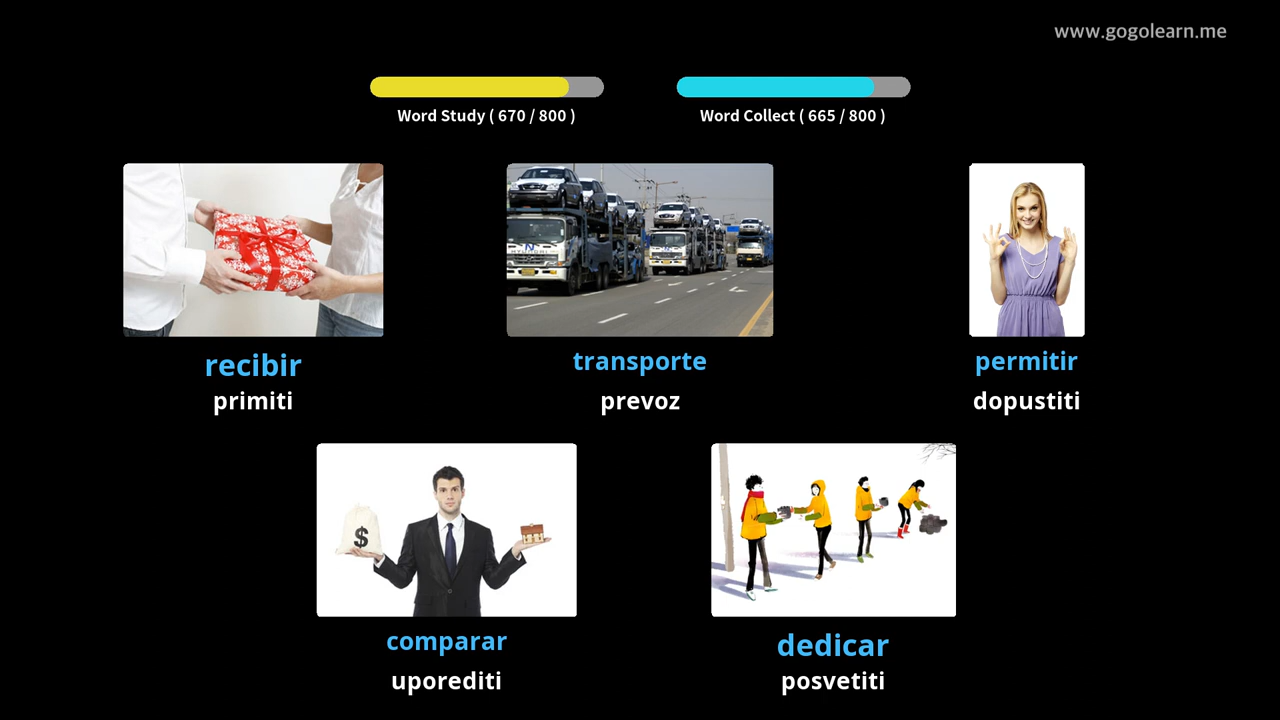 www.gogolearn.me
Word Study ( 670 / 800 )
Word Collect ( 665 / 800 )
recibir
primiti
transporte
prevoz
permitir
dopustiti
$
comparar
uporediti
dedicar
posvetiti